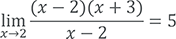 lim x→2 (x − 2)(x + 3) / x − 2 = 5